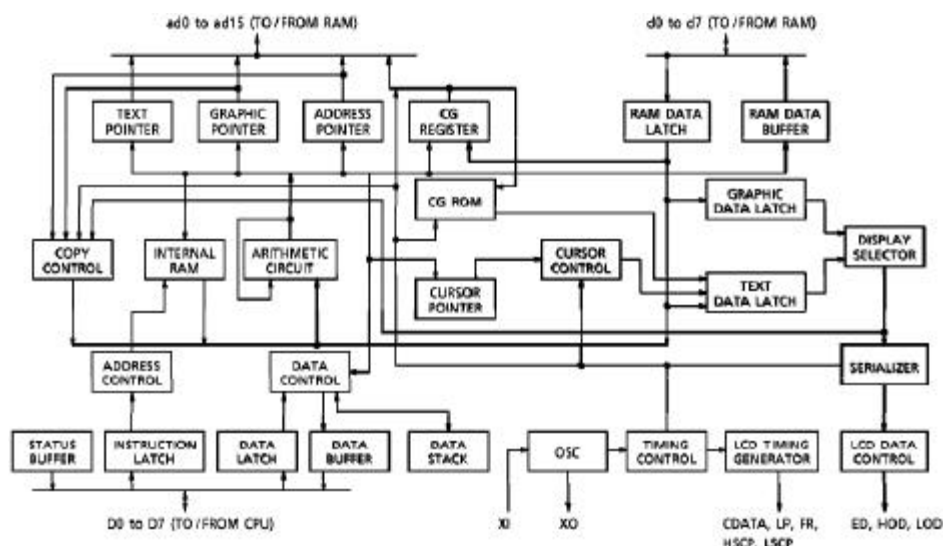 ad0 to ad15 (TO/FROM RAM)
d0 to d7 (TO/FROM RAM)
TEXT
POINTER
GRAPHIC
POINTER
ADDRESS
POINTER
CG
REGISTER
RAM DATA
LATCH
RAM DATA
BUFFER
CG ROM
GRAPHIC
DATA LATCH
COPY
CONTROL
INTERNAL
RAM
ARITHMETIC
CIRCUIT
CURSOR
CONTROL
DISPLAY
SELECTOR
CURSOR
POINTER
TEXT
DATA LATCH
ADDRESS
CONTROL
DATA
CONTROL
SERIALIZER
STATUS
BUFFER
INSTRUCTION
LATCH
DATA
LATCH
DATA
BUFFER
DATA
STACK
OSC
TIMING
CONTROL
LCD TIMING
GENERATOR
LCD DATA
CONTROL
D0 to D7 (TO/FROM CPU)
XI
XO
CDATA, LP, FR,
HSCP, LSCP
ED, HOD, LOD